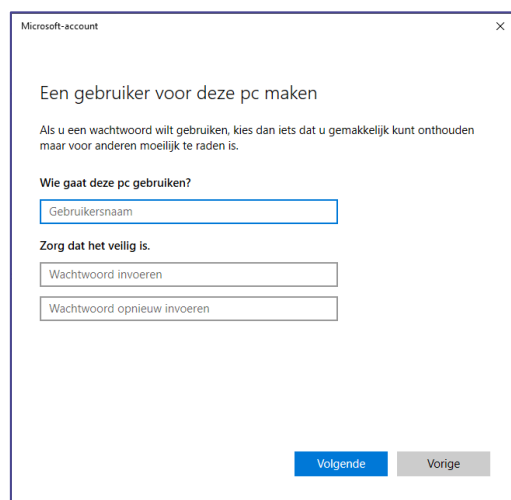 Microsoft-account
Een gebruiker voor deze pc maken
Als u een wachtwoord wilt gebruiken, kies dan iets dat u gemakkelijk kunt onthouden
maar voor anderen moeilijk te raden is.
Wie gaat deze pc gebruiken?
Gebruikersnaam
Zorg dat het veilig is.
Wachtwoord invoeren
Wachtwoord opnieuw invoeren
Volgende Vorige